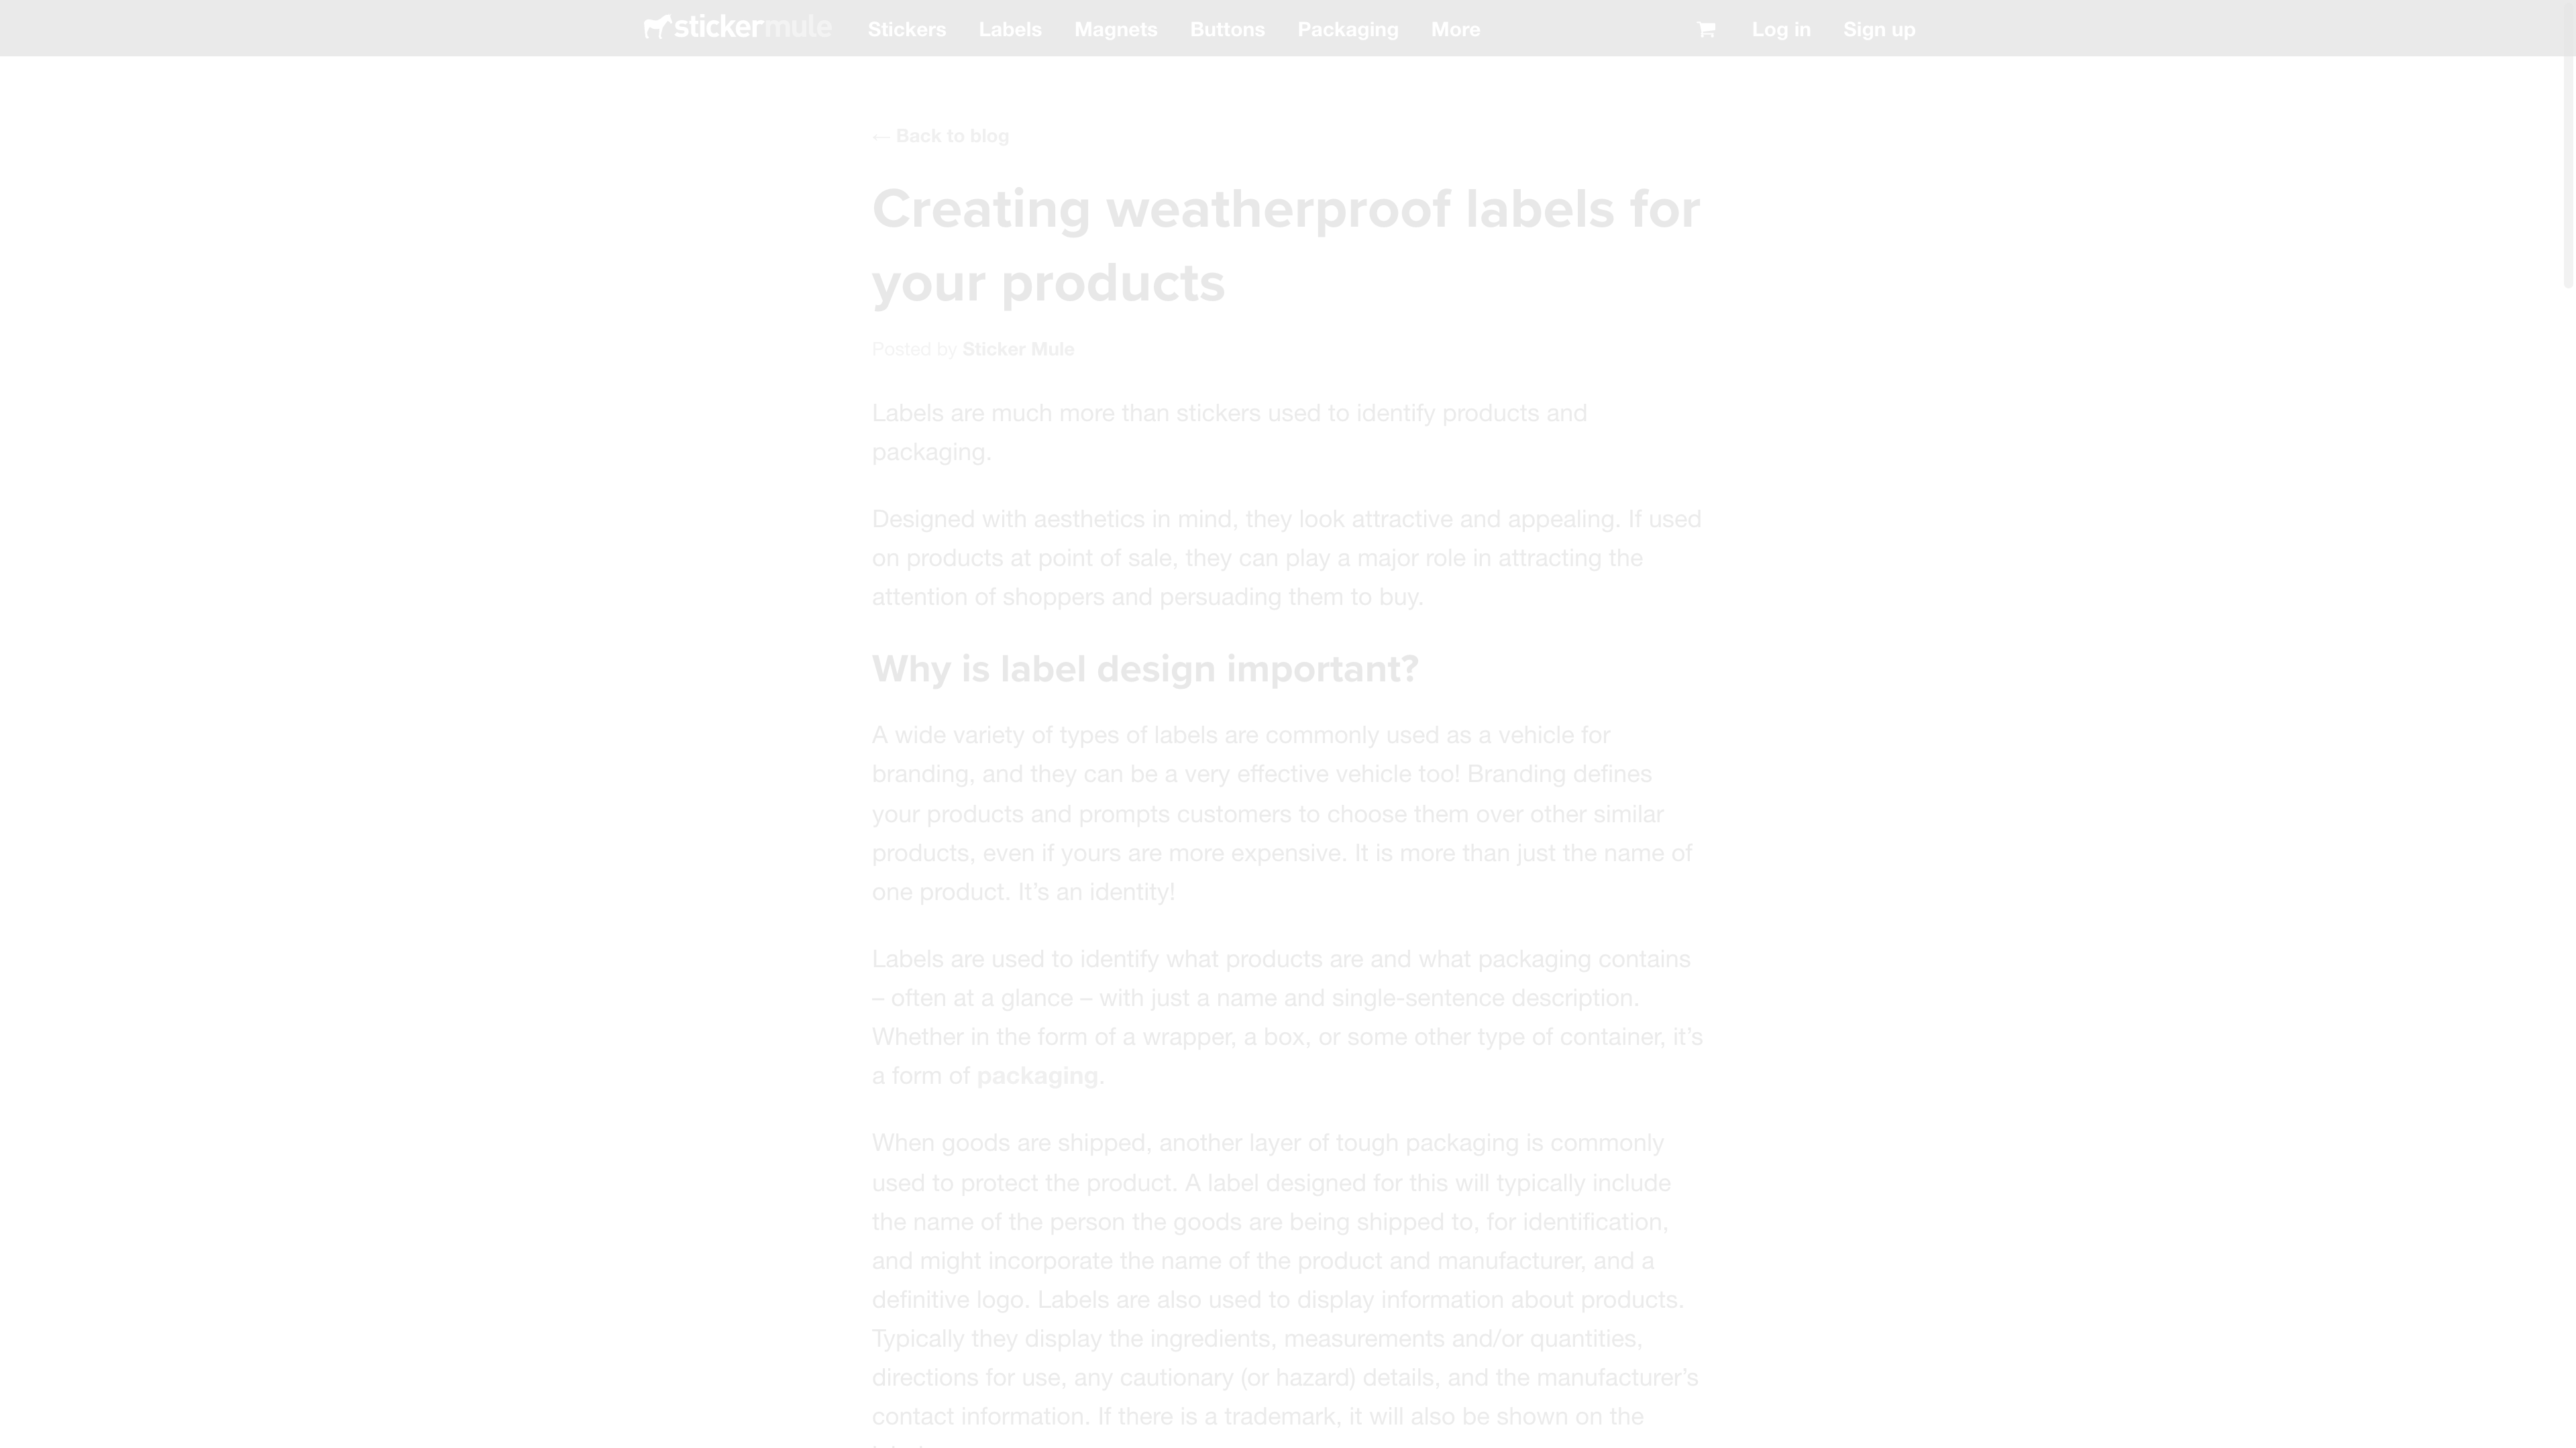 stickermule Stickers Labels Magnets Buttons Packaging More Log in Sign up
← Back to blog
Creating weatherproof labels for
your products
Posted by Sticker Mule
Labels are much more than stickers used to identify products and
packaging.
Designed with aesthetics in mind, they look attractive and appealing. If used
on products at point of sale, they can play a major role in attracting the
attention of shoppers and persuading them to buy.
Why is label design important?
A wide variety of types of labels are commonly used as a vehicle for
branding, and they can be a very effective vehicle too! Branding defines
your products and prompts customers to choose them over other similar
products, even if yours are more expensive. It is more than just the name of
one product. It’s an identity!
Labels are used to identify what products are and what packaging contains
– often at a glance – with just a name and single-sentence description.
Whether in the form of a wrapper, a box, or some other type of container, it’s
a form of packaging.
When goods are shipped, another layer of tough packaging is commonly
used to protect the product. A label designed for this will typically include
the name of the person the goods are being shipped to, for identification,
and might incorporate the name of the product and manufacturer, and a
definitive logo. Labels are also used to display information about products.
Typically they display the ingredients, measurements and/or quantities,
directions for use, any cautionary (or hazard) details, and the manufacturer’s
contact information. If there is a trademark, it will also be shown on the